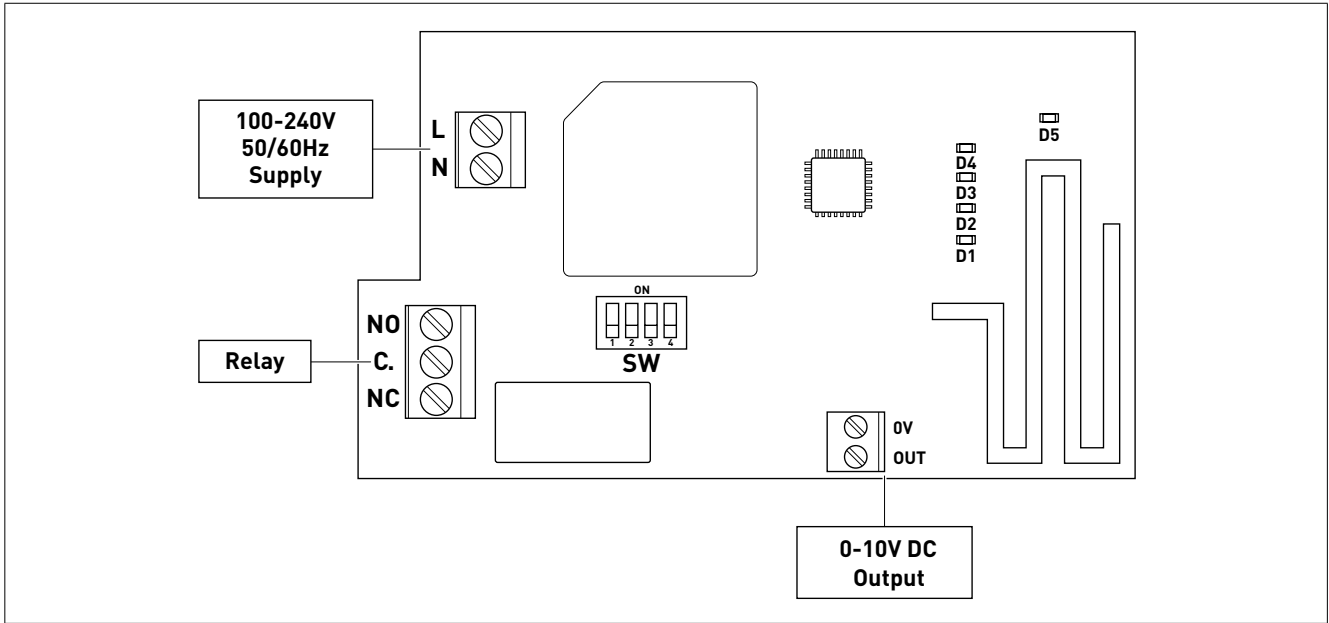 100-240V
50/60Hz
Supply
L
N
D5
D4
D3
D2
D1
ON
1 2 3 4
SW
NO
C.
NC
Relay
0V
OUT
0-10V DC
Output